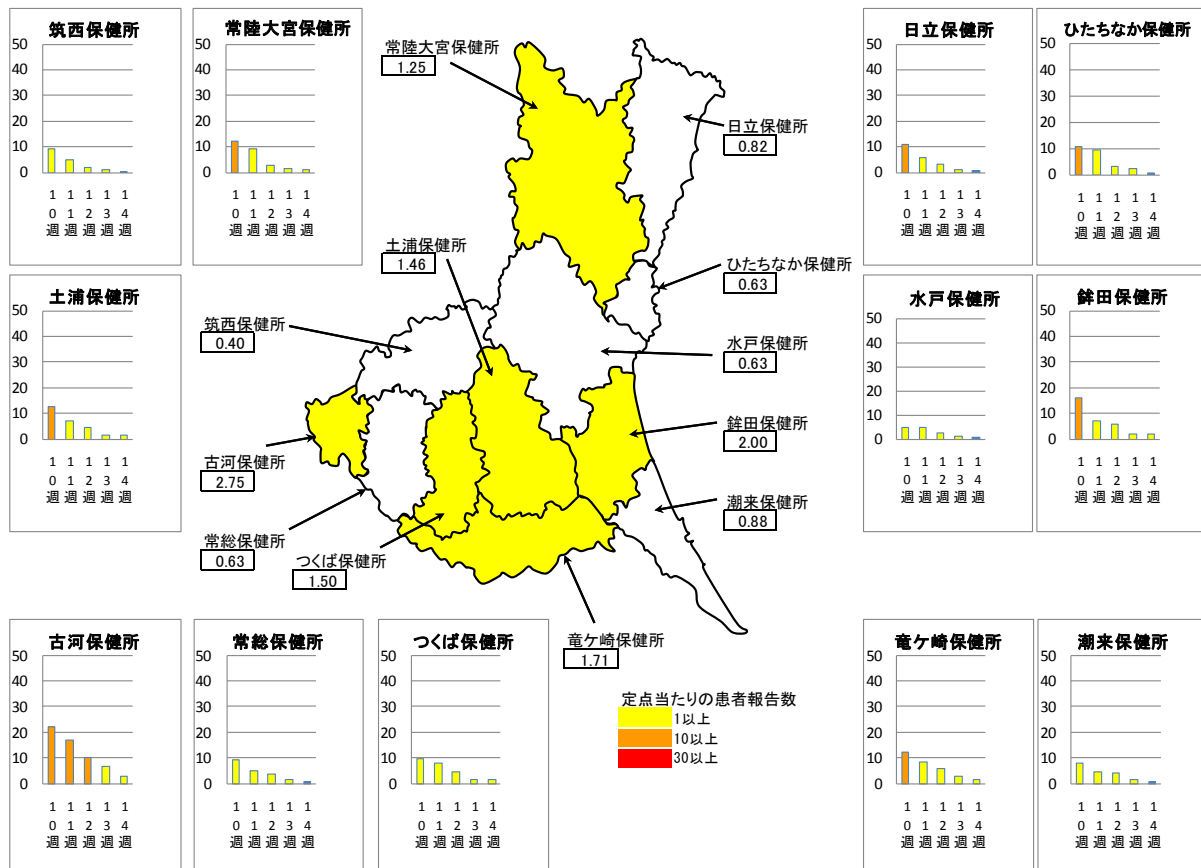 筑西保健所
50
40
30
20
10
0
10週
11週
12週
13週
14週
常陸大宮保健所
50
40
30
20
10
0
10週
11週
12週
13週
14週
常陸大宮保健所
1.25
日立保健所
0.82
土浦保健所
1.46
ひたちなか保健所
0.63
筑西保健所
0.40
水戸保健所
0.63
鉾田保健所
2.00
古河保健所
2.75
潮来保健所
0.88
常総保健所
0.63
つくば保健所
1.50
竜ケ崎保健所
1.71
定点当たりの患者報告数
1以上
10以上
30以上
日立保健所
50
40
30
20
10
0
10週
11週
12週
13週
14週
ひたちなか保健所
50
40
30
20
10
0
10週
11週
12週
13週
14週
土浦保健所
50
40
30
20
10
0
10週
11週
12週
13週
14週
水戸保健所
50
40
30
20
10
0
10週
11週
12週
13週
14週
鉾田保健所
50
40
30
20
10
0
10週
11週
12週
13週
14週
古河保健所
50
40
30
20
10
0
10週
11週
12週
13週
14週
常総保健所
50
40
30
20
10
0
10週
11週
12週
13週
14週
つくば保健所
50
40
30
20
10
0
10週
11週
12週
13週
14週
竜ケ崎保健所
50
40
30
20
10
0
10週
11週
12週
13週
14週
潮来保健所
50
40
30
20
10
0
10週
11週
12週
13週
14週